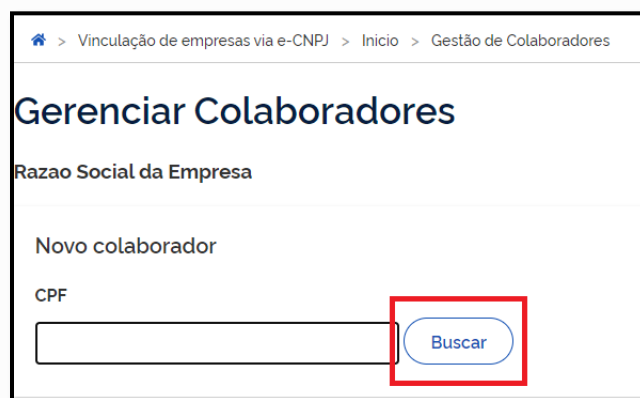 > Vinculação de empresas via e-CNPJ > Inicio > Gestão de Colaboradores
Gerenciar Colaboradores
Razao Social da Empresa
Novo colaborador
CPF
Buscar